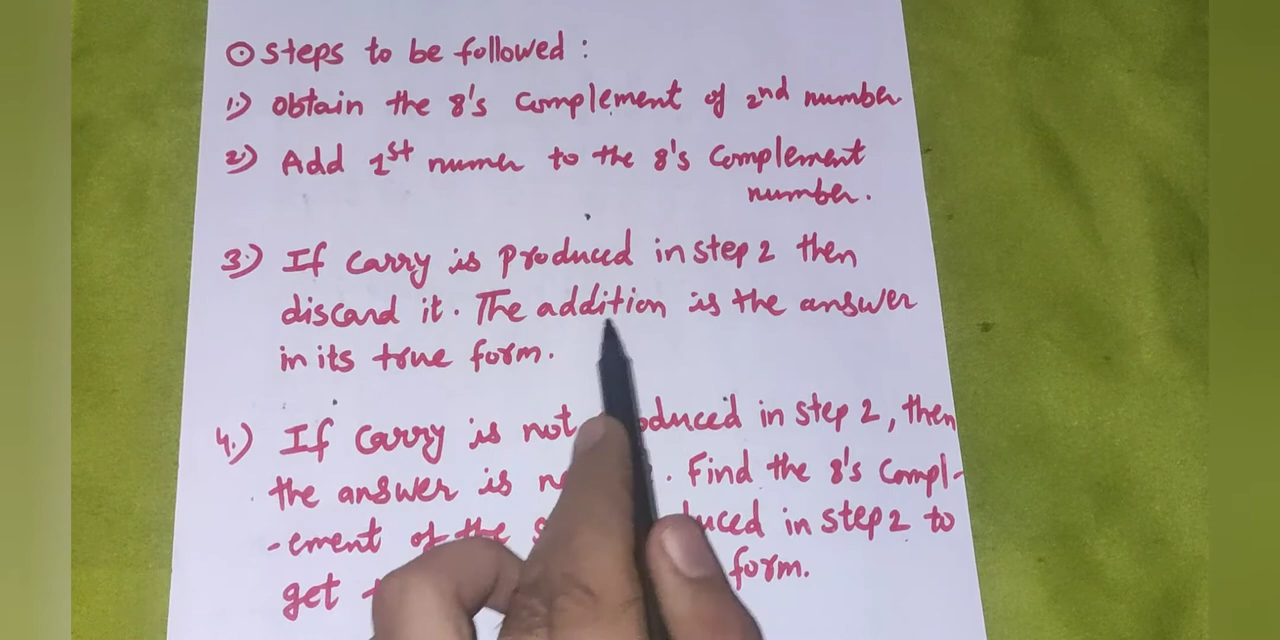 ⊙ Steps to be followed :
1.) Obtain the 8's Complement of 2nd number
2.) Add 1st numer to the 8's Complement
number.
3.) If Carry is produced in step 2 then
discard it. The addition is the answer
in its true form.
4.) If Carry is not produced in step 2, then
the answer is . Find the 8's Compl-
-ement of the in step 2 to
get form.